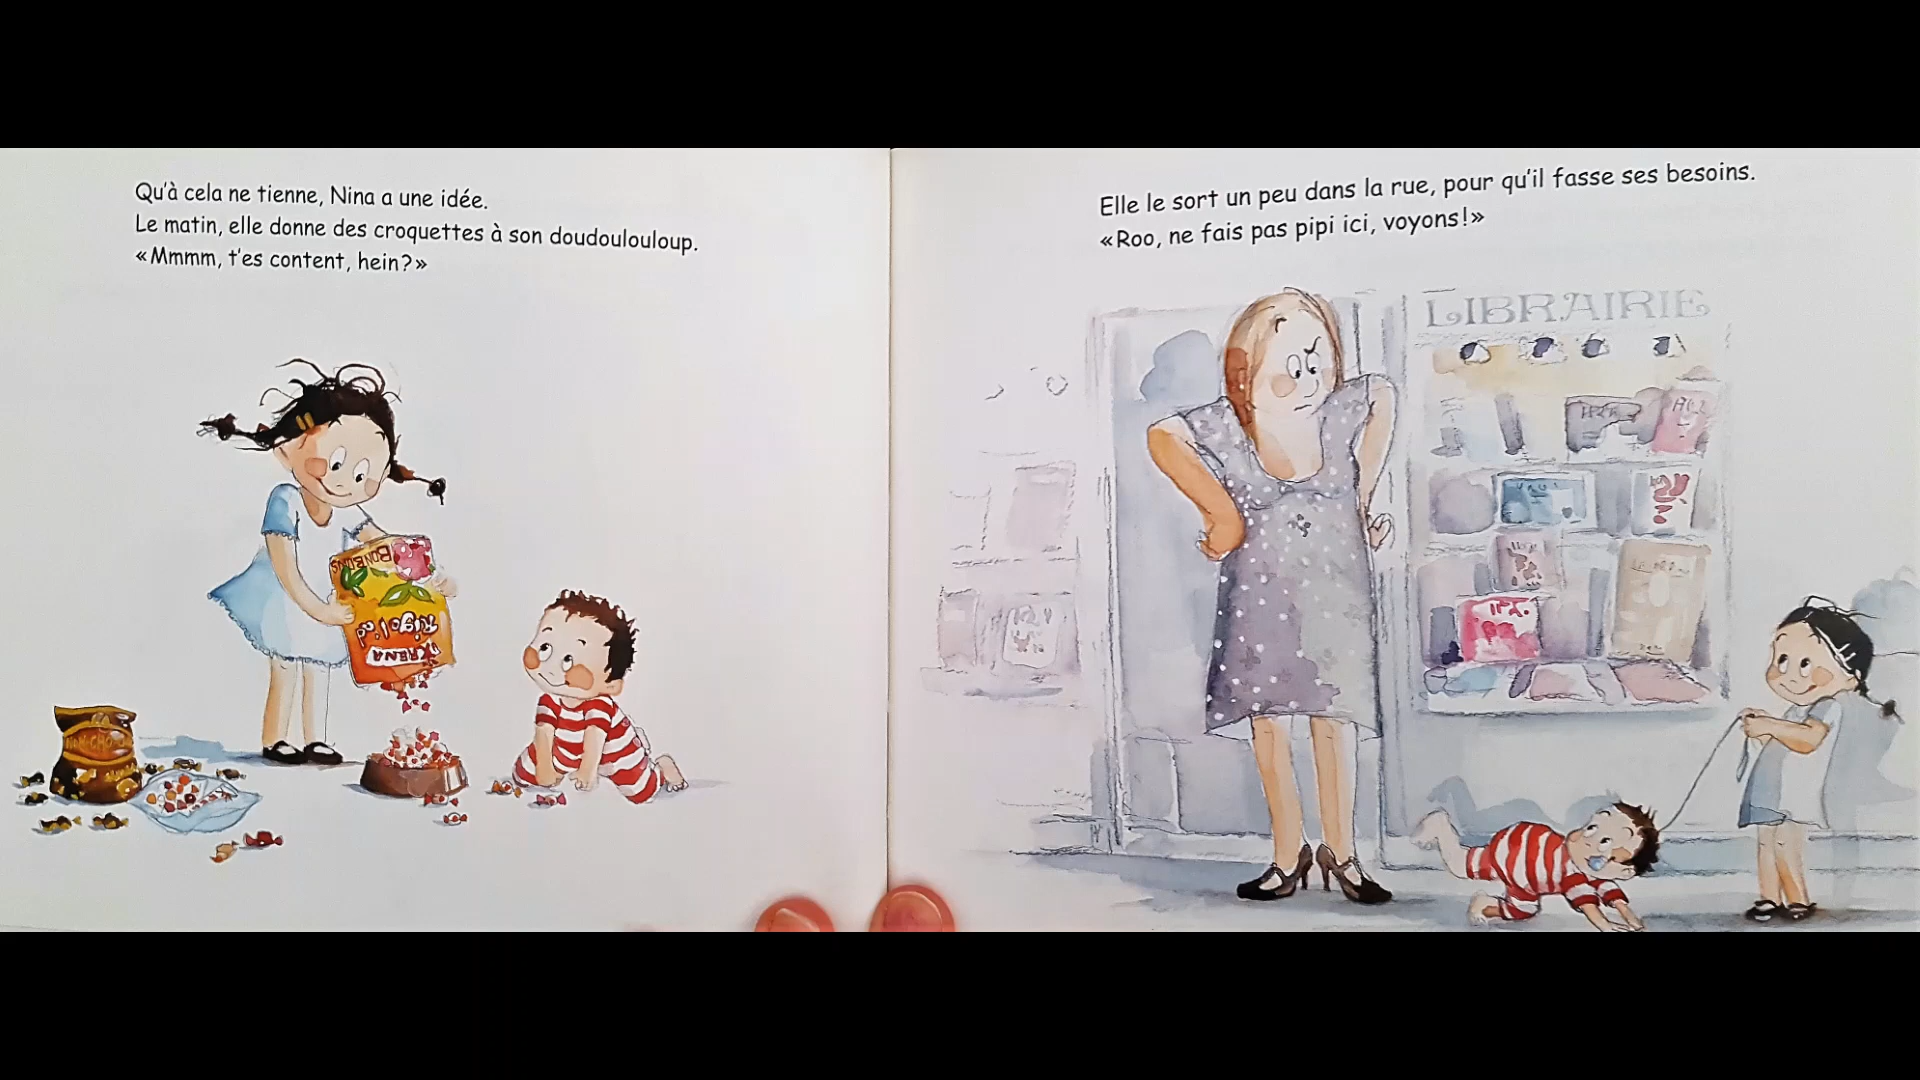 Qu'à cela ne tienne, Nina a une idée.
Le matin, elle donne des croquettes à son doudoulouloup.
«Mmmm, t'es content, hein?»
BONBONS
Rigol'o
KRENA
Elle le sort un peu dans la rue, pour qu'il fasse ses besoins.
«Roo, ne fais pas pipi ici, voyons!»
LIBRAIRIE